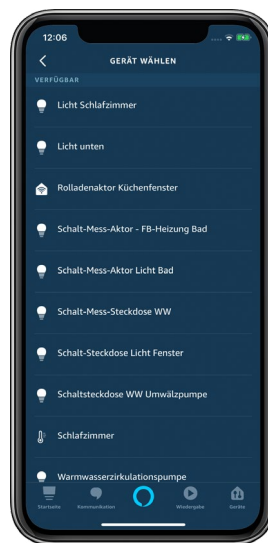 12:06
GERÄT WÄHLEN
VERFÜGBAR
Licht Schlafzimmer
Licht unten
Rolladenaktor Küchenfenster
Schalt-Mess-Aktor - FB-Heizung Bad
Schalt-Mess-Aktor Licht Bad
Schalt-Mess-Steckdose WW
Schalt-Steckdose Licht Fenster
Schaltsteckdose WW Umwälzpumpe
Schlafzimmer
Warmwasserzirkulationspumpe
Startseite Kommunikation Wiedergabe Geräte